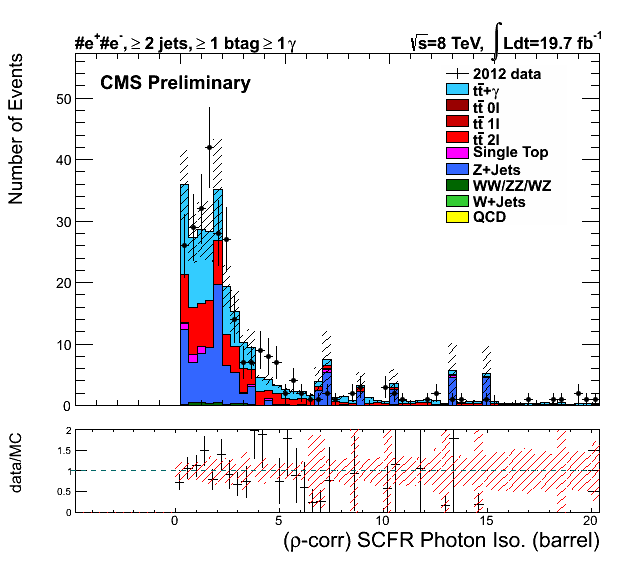 #e⁺#e⁻, ≥ 2 jets, ≥ 1 btag ≥ 1 γ
√s=8 TeV, ∫ Ldt=19.7 fb⁻¹
CMS Preliminary
2012 data
tt̄+γ
tt̄ 0l
tt̄ 1l
tt̄ 2l
Single Top
Z+Jets
WW/ZZ/WZ
W+Jets
QCD
Number of Events
50
40
30
20
10
0
data/MC
2
1.5
1
0.5
0
0 5 10 15 20
(ρ-corr) SCFR Photon Iso. (barrel)